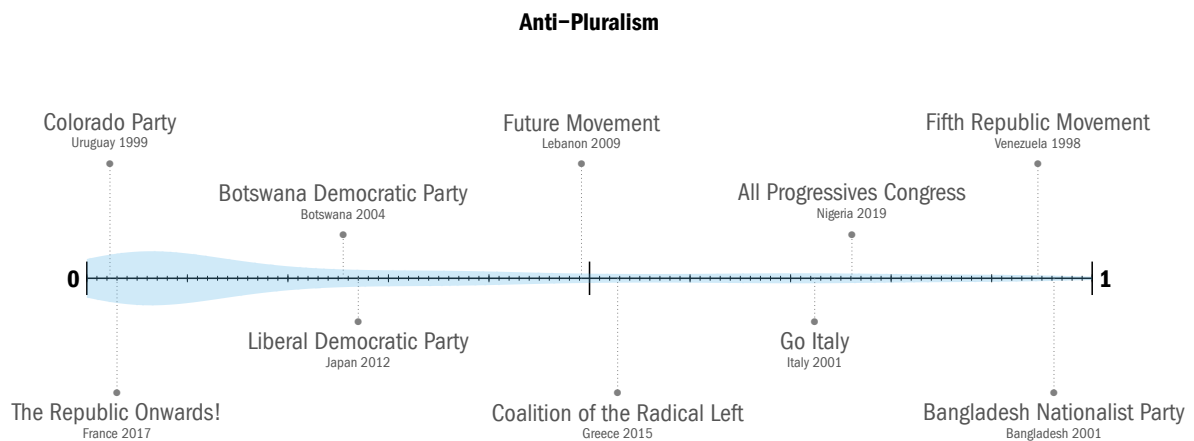 Anti-Pluralism
Colorado Party
Uruguay 1999
Future Movement
Lebanon 2009
Fifth Republic Movement
Venezuela 1998
Botswana Democratic Party
Botswana 2004
All Progressives Congress
Nigeria 2019
0
1
Liberal Democratic Party
Japan 2012
Go Italy
Italy 2001
The Republic Onwards!
France 2017
Coalition of the Radical Left
Greece 2015
Bangladesh Nationalist Party
Bangladesh 2001